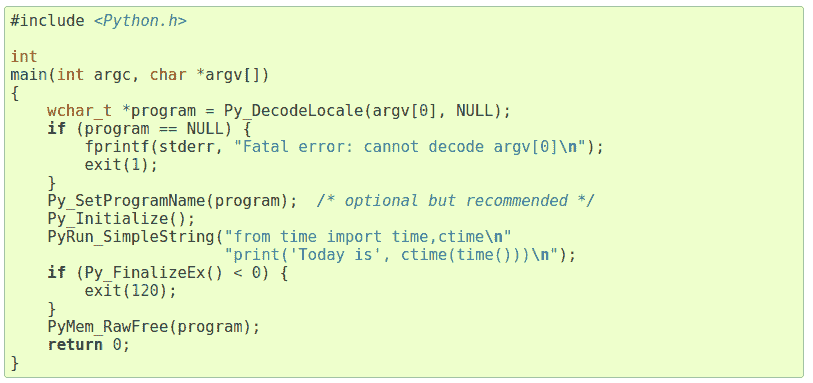 #include <Python.h>

int
main(int argc, char *argv[])
{
    wchar_t *program = Py_DecodeLocale(argv[0], NULL);
    if (program == NULL) {
        fprintf(stderr, "Fatal error: cannot decode argv[0]\n");
        exit(1);
    }
    Py_SetProgramName(program);  /* optional but recommended */
    Py_Initialize();
    PyRun_SimpleString("from time import time,ctime\n"
                       "print('Today is', ctime(time()))\n");
    if (Py_FinalizeEx() < 0) {
        exit(120);
    }
    PyMem_RawFree(program);
    return 0;
}